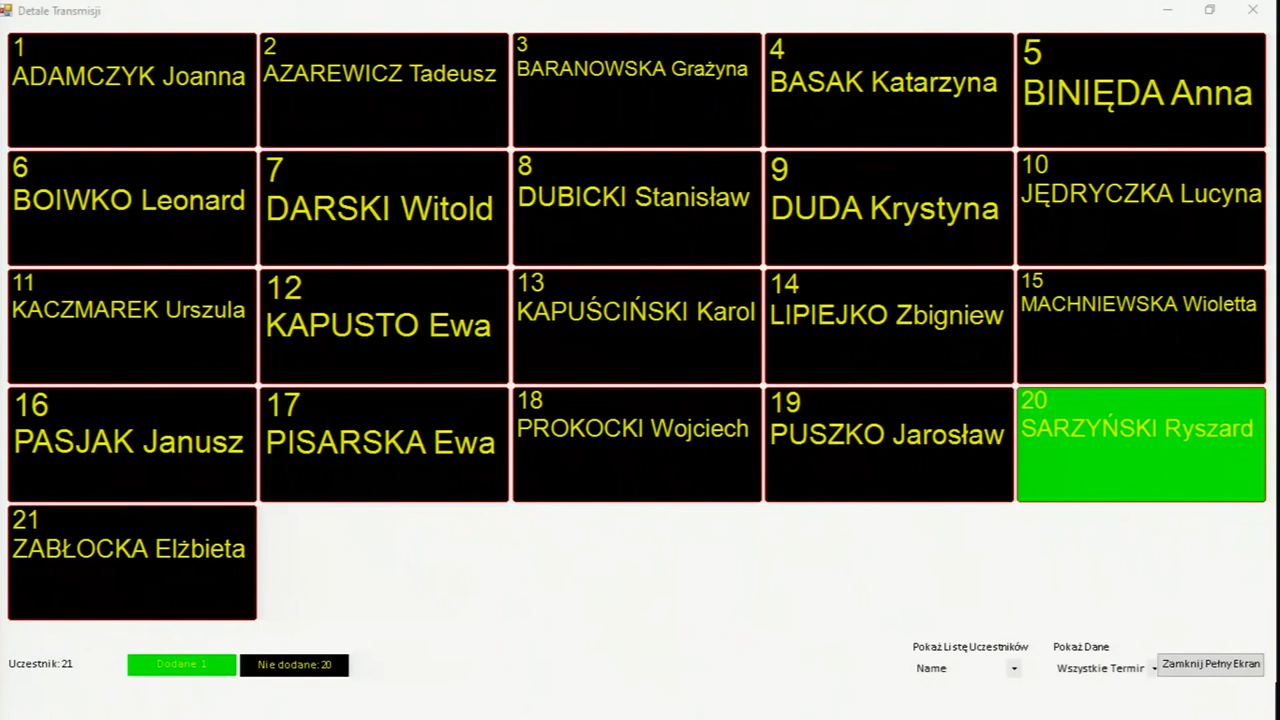 Detale Transmisji
1
ADAMCZYK Joanna
2
AZAREWICZ Tadeusz
3
BARANOWSKA Grażyna
4
BASAK Katarzyna
5
BINIĘDA Anna
6
BOIWKO Leonard
7
DARSKI Witold
8
DUBICKI Stanisław
9
DUDA Krystyna
10
JĘDRYCZKA Lucyna
11
KACZMAREK Urszula
12
KAPUSTO Ewa
13
KAPUŚCIŃSKI Karol
14
LIPIEJKO Zbigniew
15
MACHNIEWSKA Wioletta
16
PASJAK Janusz
17
PISARSKA Ewa
18
PROKOCKI Wojciech
19
PUSZKO Jarosław
20
SARZYŃSKI Ryszard
21
ZABŁOCKA Elżbieta
Uczestnik: 21
Dodane: 1
Nie dodane: 20
Pokaż Listę Uczestników
Name
Pokaż Dane
Wszystkie Termir
Zamknij Pełny Ekran